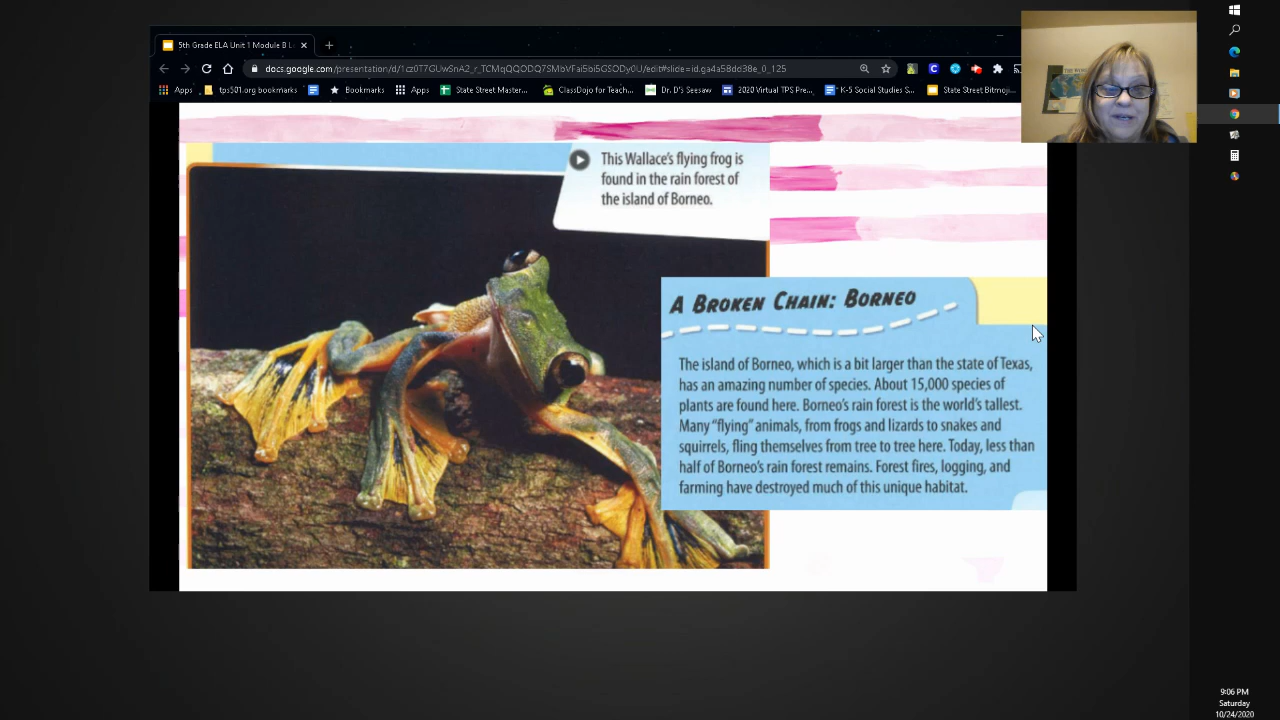 5th Grade ELA Unit 1 Module B L
docs.google.com/presentation/d/1cz0T7GUwSnA2_r_TCMqQQODQ7SMbVFai5bi5GSODy0U/edit#slide=id.ga4a58dd38e_0_125
Apps tps501.org bookmarks Bookmarks Apps State Street Master... ClassDojo for Teach... Dr. D'S Seesaw 2020 Virtual TPS Pre... K-5 Social Studies S... State Street Bitmoji...
This Wallace's flying frog is
found in the rain forest of
the island of Borneo.
A BROKEN CHAIN: BORNEO
The island of Borneo, which is a bit larger than the state of Texas,
has an amazing number of species. About 15,000 species of
plants are found here. Borneo's rain forest is the world's tallest.
Many "flying" animals, from frogs and lizards to snakes and
squirrels, fling themselves from tree to tree here. Today, less than
half of Borneo's rain forest remains. Forest fires, logging, and
farming have destroyed much of this unique habitat.
9:06 PM
Saturday
10/24/2020